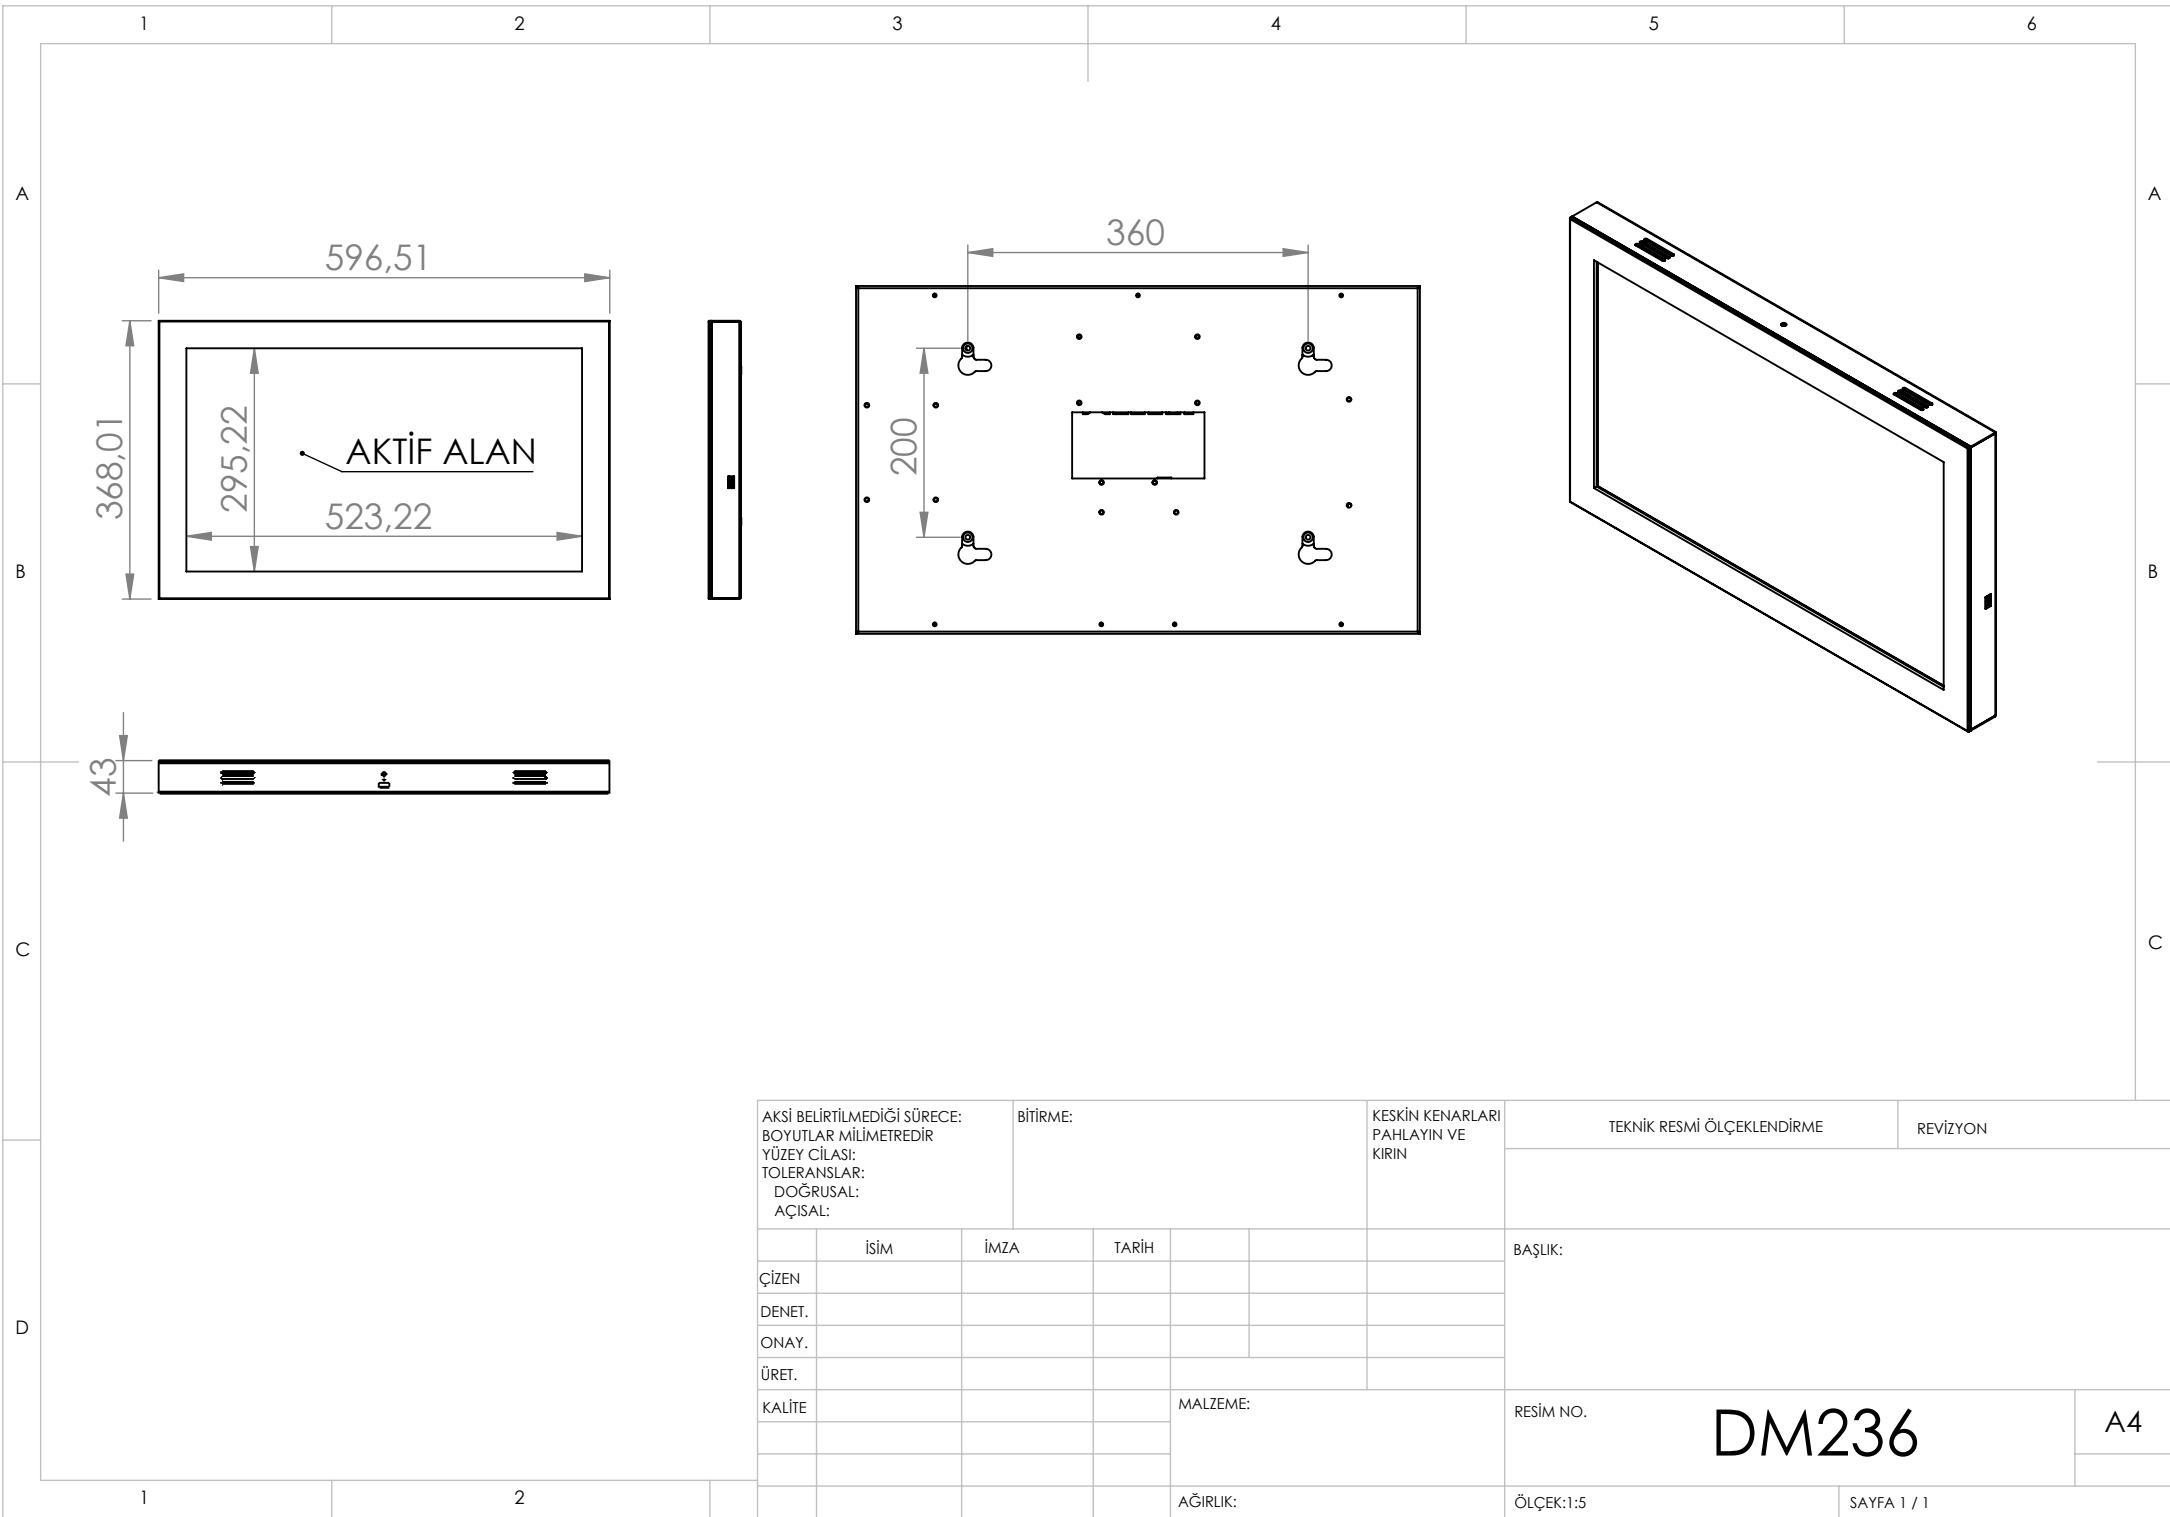 1 2 3 4 5 6
A A
596,51
360
368,01
295,22
AKTİF ALAN
523,22
200
B B
43
C C
AKSİ BELİRTİLMEDİĞİ SÜRECE:
BOYUTLAR MİLİMETREDİR
YÜZEY CİLASI:
TOLERANSLAR:
DOĞRUSAL:
AÇISAL:
BİTİRME:
KESKİN KENARLARI
PAHLAYIN VE
KIRIN
TEKNİK RESMİ ÖLÇEKLENDİRME
REVİZYON
İSİM İMZA TARİH
BAŞLIK:
ÇİZEN
DENET.
D
ONAY.
ÜRET.
KALİTE
MALZEME:
RESİM NO.
DM236
A4
AĞIRLIK:
ÖLÇEK:1:5
SAYFA 1 / 1
1 2